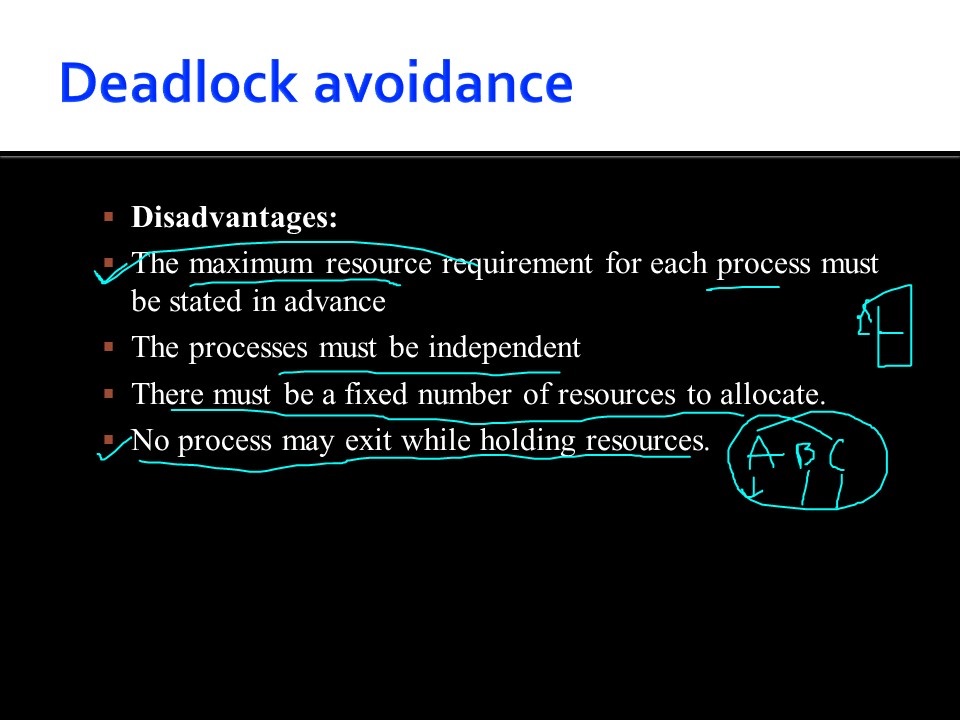 Deadlock avoidance
Disadvantages:
The maximum resource requirement for each process must
be stated in advance
The processes must be independent
There must be a fixed number of resources to allocate.
No process may exit while holding resources.
A B C